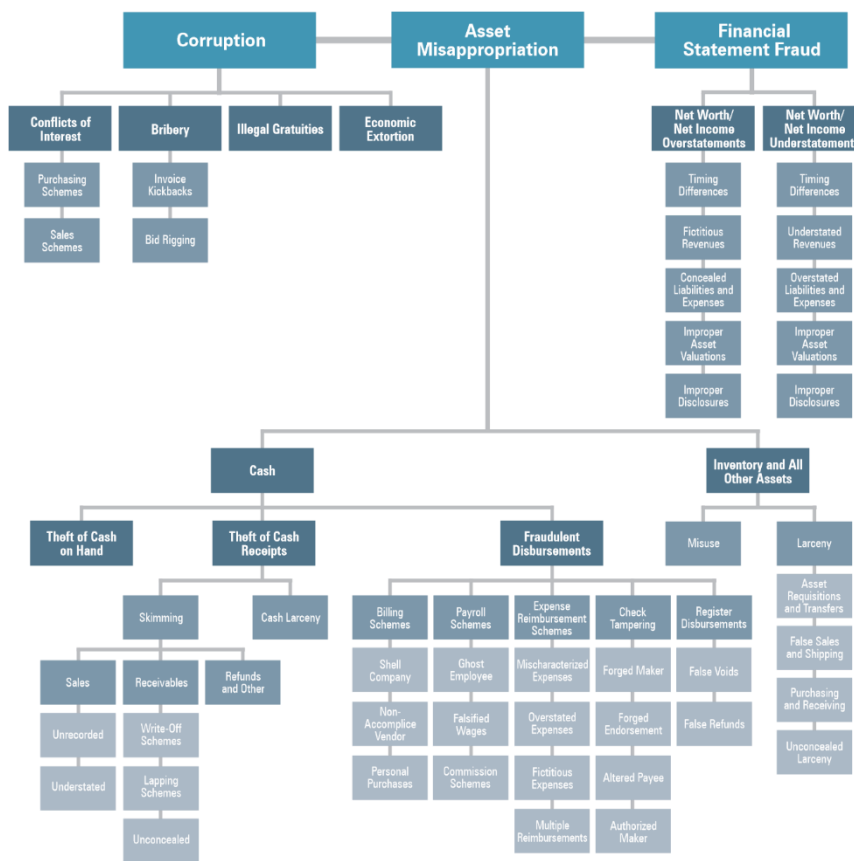 Corruption
Asset
Misappropriation
Financial
Statement Fraud
Conflicts of
Interest
Bribery
Illegal Gratuities
Economic
Extortion
Net Worth/
Net Income
Overstatements
Net Worth/
Net Income
Understatements
Purchasing
Schemes
Invoice
Kickbacks
Timing
Differences
Timing
Differences
Sales
Schemes
Bid Rigging
Fictitious
Revenues
Understated
Revenues
Concealed
Liabilities and
Expenses
Overstated
Liabilities and
Expenses
Improper
Asset
Valuations
Improper
Asset
Valuations
Improper
Disclosures
Improper
Disclosures
Cash
Inventory and All
Other Assets
Theft of Cash
on Hand
Theft of Cash
Receipts
Fraudulent
Disbursements
Misuse
Larceny
Skimming
Cash Larceny
Billing
Schemes
Payroll
Schemes
Expense
Reimbursement
Schemes
Check
Tampering
Register
Disbursements
Asset
Requisitions
and Transfers
Sales
Receivables
Refunds
and Other
Shell
Company
Ghost
Employee
Mischaracterized
Expenses
Forged Maker
False Voids
False Sales
and Shipping
Unrecorded
Write-Off
Schemes
Non-
Accomplice
Vendor
Falsified
Wages
Overstated
Expenses
Forged
Endorsement
False Refunds
Purchasing
and Receiving
Understated
Lapping
Schemes
Personal
Purchases
Commission
Schemes
Fictitious
Expenses
Altered Payee
Unconcealed
Larceny
Unconcealed
Multiple
Reimbursements
Authorized
Maker